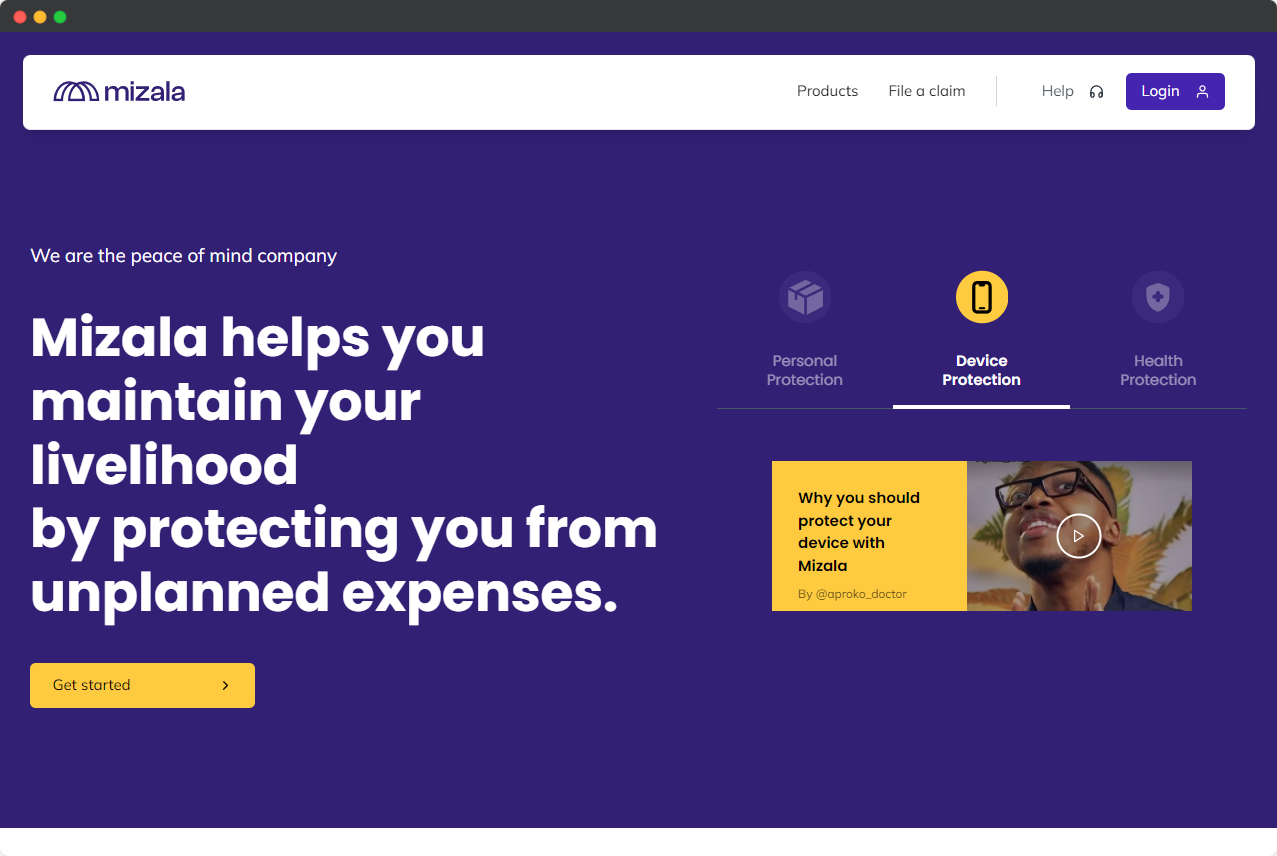 mizala
Products
File a claim
Help
Login
We are the peace of mind company
Mizala helps you
maintain your
livelihood
by protecting you from
unplanned expenses.
Get started
Personal
Protection
Device
Protection
Health
Protection
Why you should
protect your
device with
Mizala
By @aproko_doctor